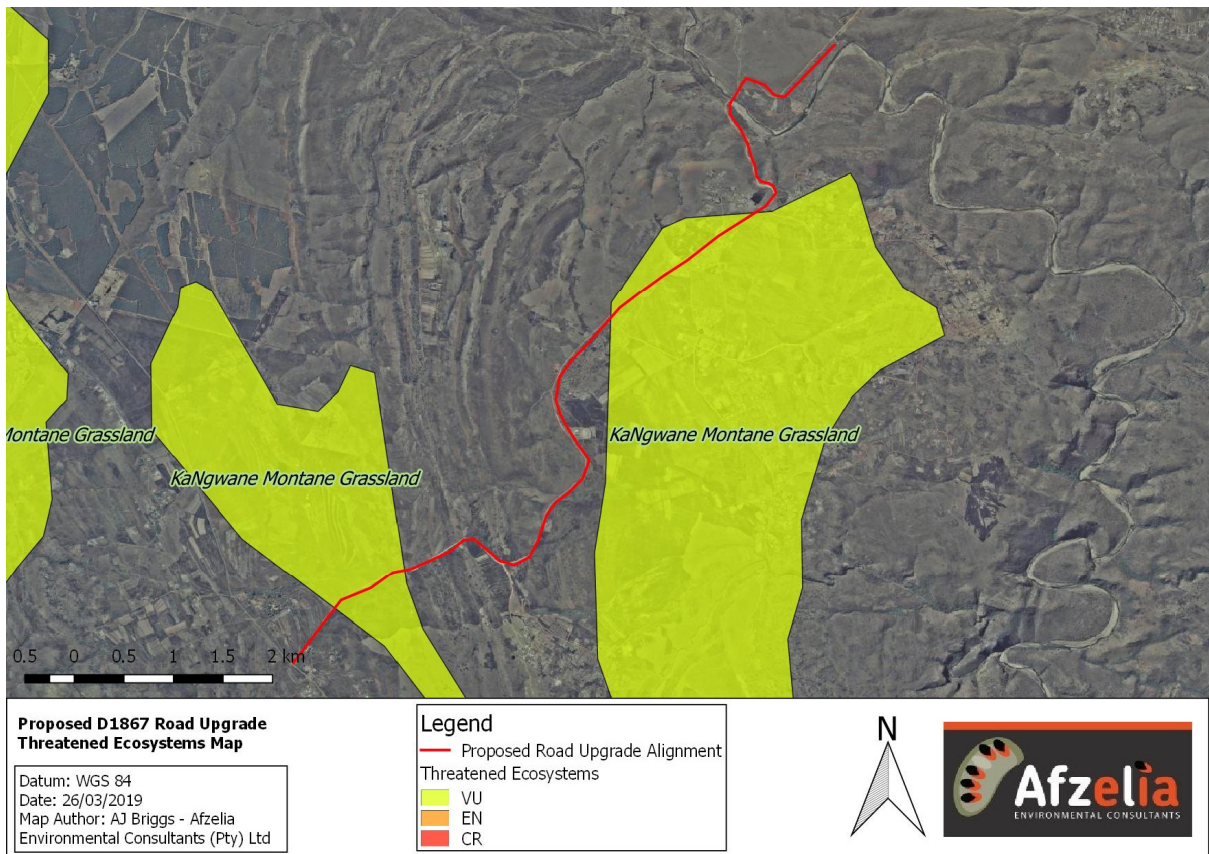 Montane Grassland
KaNgwane Montane Grassland
KaNgwane Montane Grassland
0.5 0 0.5 1 1.5 2 km
Proposed D1867 Road Upgrade
Threatened Ecosystems Map
Datum: WGS 84
Date: 26/03/2019
Map Author: AJ Briggs - Afzelia
Environmental Consultants (Pty) Ltd
Legend
Proposed Road Upgrade Alignment
Threatened Ecosystems
VU
EN
CR
N
Afzelia
ENVIRONMENTAL CONSULTANTS